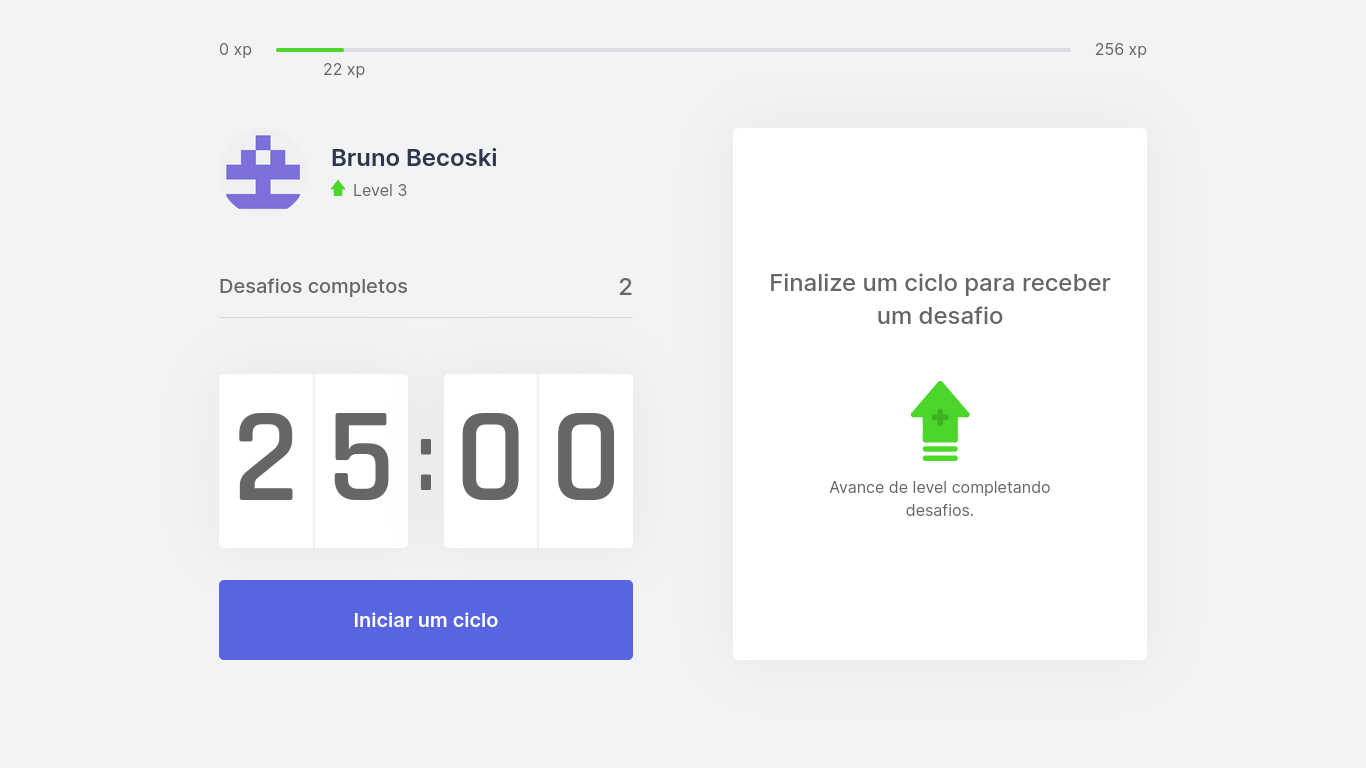 0 xp
256 xp
22 xp
Bruno Becoski
Level 3
Desafios completos 2
25:00
Iniciar um ciclo
Finalize um ciclo para receber
um desafio
Avance de level completando
desafios.